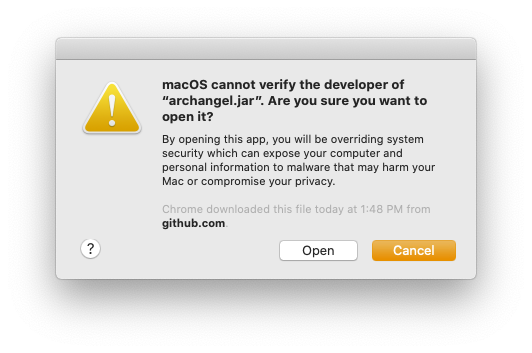 macOS cannot verify the developer of
“archangel.jar”. Are you sure you want to
open it?
By opening this app, you will be overriding system
security which can expose your computer and
personal information to malware that may harm your
Mac or compromise your privacy.
Chrome downloaded this file today at 1:48 PM from
github.com.
?
Open
Cancel